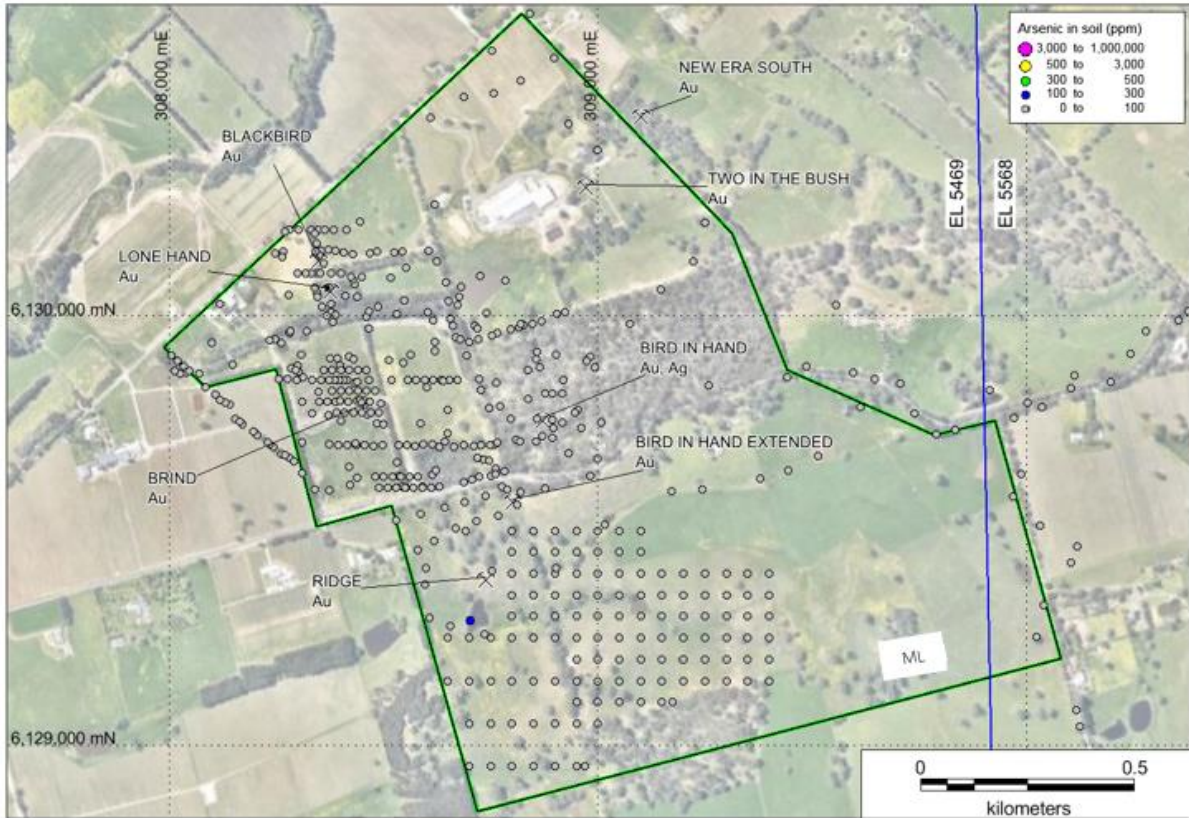 308,000 mE
309,000 mE
Arsenic in soil (ppm)
3,000 to 1,000,000
500 to 3,000
300 to 500
100 to 300
0 to 100
NEW ERA SOUTH
Au
BLACKBIRD
Au
TWO IN THE BUSH
Au
EL 5469
EL 5568
LONE HAND
Au
6,130,000 mN
BIRD IN HAND
Au, Ag
BIRD IN HAND EXTENDED
Au
BRIND
Au
RIDGE
Au
ML
6,129,000 mN
0 0.5
kilometers